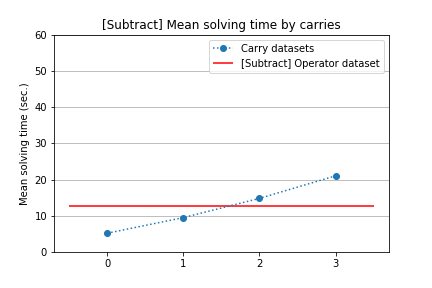 [Subtract] Mean solving time by carries
Mean solving time (sec.)
60
50
40
30
20
10
0
Carry datasets
[Subtract] Operator dataset
0 1 2 3